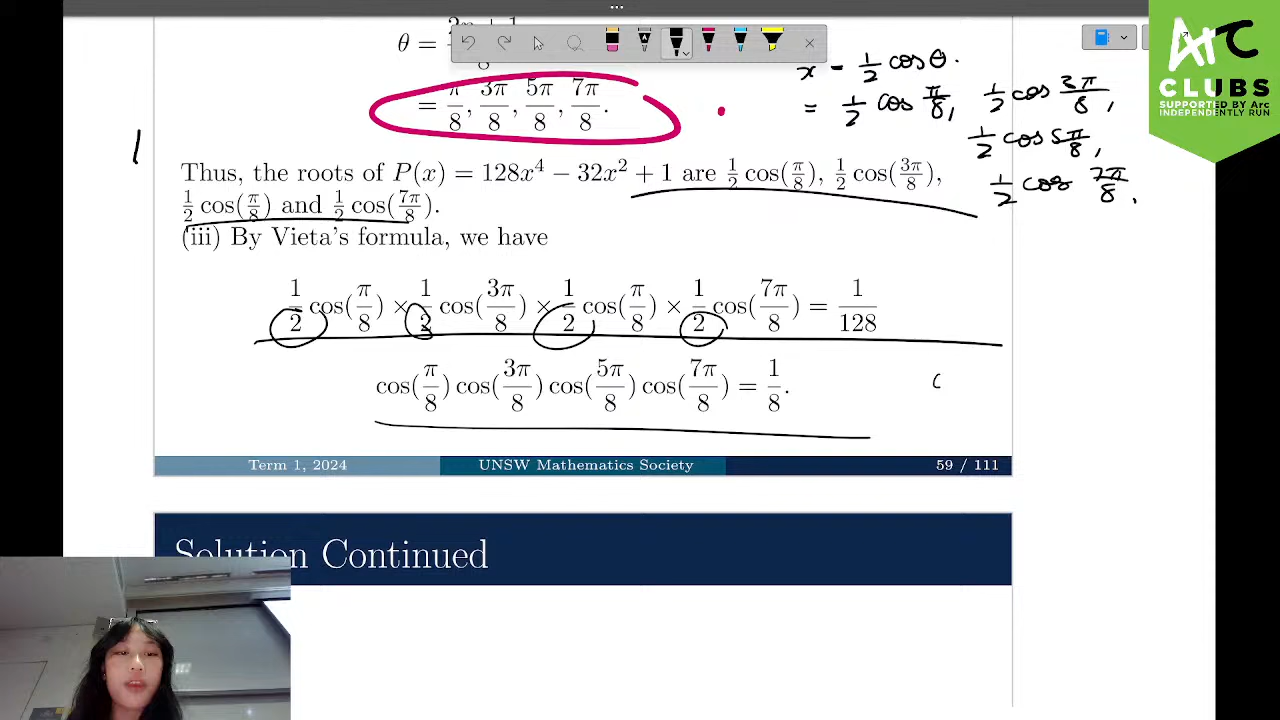 θ = 2n + 1 / 8
= π/8, 3π/8, 5π/8, 7π/8.
x = 1/2 cos θ.
= 1/2 cos π/8, 1/2 cos 3π/8,
1/2 cos 5π/8,
1/2 cos 7π/8.
Thus, the roots of P(x) = 128x⁴ − 32x² + 1 are 1/2 cos(π/8), 1/2 cos(3π/8),
1/2 cos(π/8) and 1/2 cos(7π/8).
(iii) By Vieta's formula, we have
1/2 cos(π/8) × 1/2 cos(3π/8) × 1/2 cos(π/8) × 1/2 cos(7π/8) = 1/128
cos(π/8) cos(3π/8) cos(5π/8) cos(7π/8) = 1/8.
Term 1, 2024 UNSW Mathematics Society 59 / 111
Solution Continued
Arc
CLUBS
SUPPORTED BY Arc
INDEPENDENTLY RUN